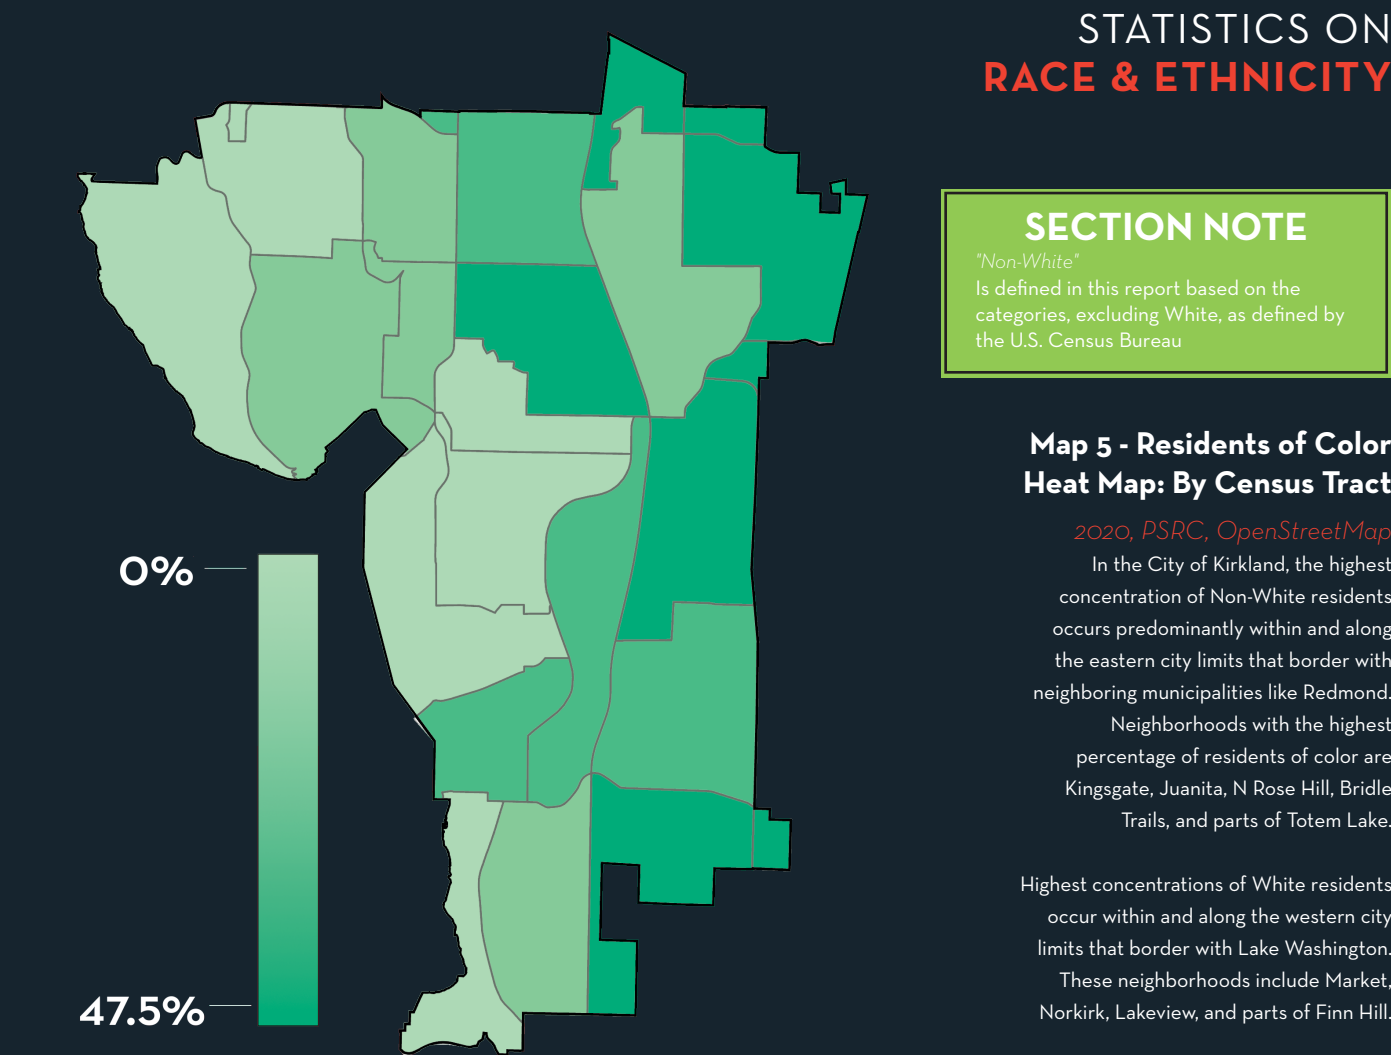 STATISTICS ON
RACE & ETHNICITY
SECTION NOTE
"Non-White"
Is defined in this report based on the
categories, excluding White, as defined by
the U.S. Census Bureau
Map 5 - Residents of Color
Heat Map: By Census Tract
2020, PSRC, OpenStreetMap
In the City of Kirkland, the highest
concentration of Non-White residents
occurs predominantly within and along
the eastern city limits that border with
neighboring municipalities like Redmond.
Neighborhoods with the highest
percentage of residents of color are
Kingsgate, Juanita, N Rose Hill, Bridle
Trails, and parts of Totem Lake.
Highest concentrations of White residents
occur within and along the western city
limits that border with Lake Washington.
These neighborhoods include Market,
Norkirk, Lakeview, and parts of Finn Hill.
0%
47.5%